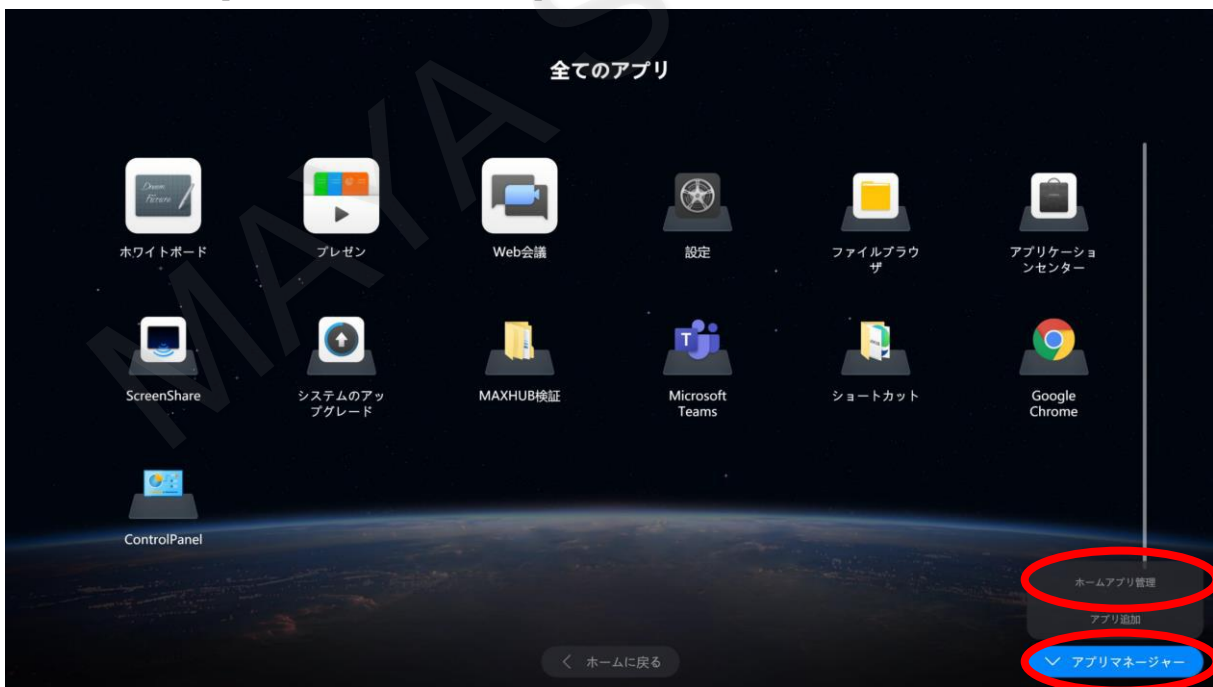 全てのアプリ
ホワイトボード
プレゼン
Web会議
設定
ファイルブラウ
ザ
アプリケーショ
ンセンター
ScreenShare
システムのアッ
プグレード
MAXHUB検証
Microsoft
Teams
ショートカット
Google
Chrome
ControlPanel
ホームアプリ管理
アプリ追加
ホームに戻る
アプリマネージャー
MAYA S